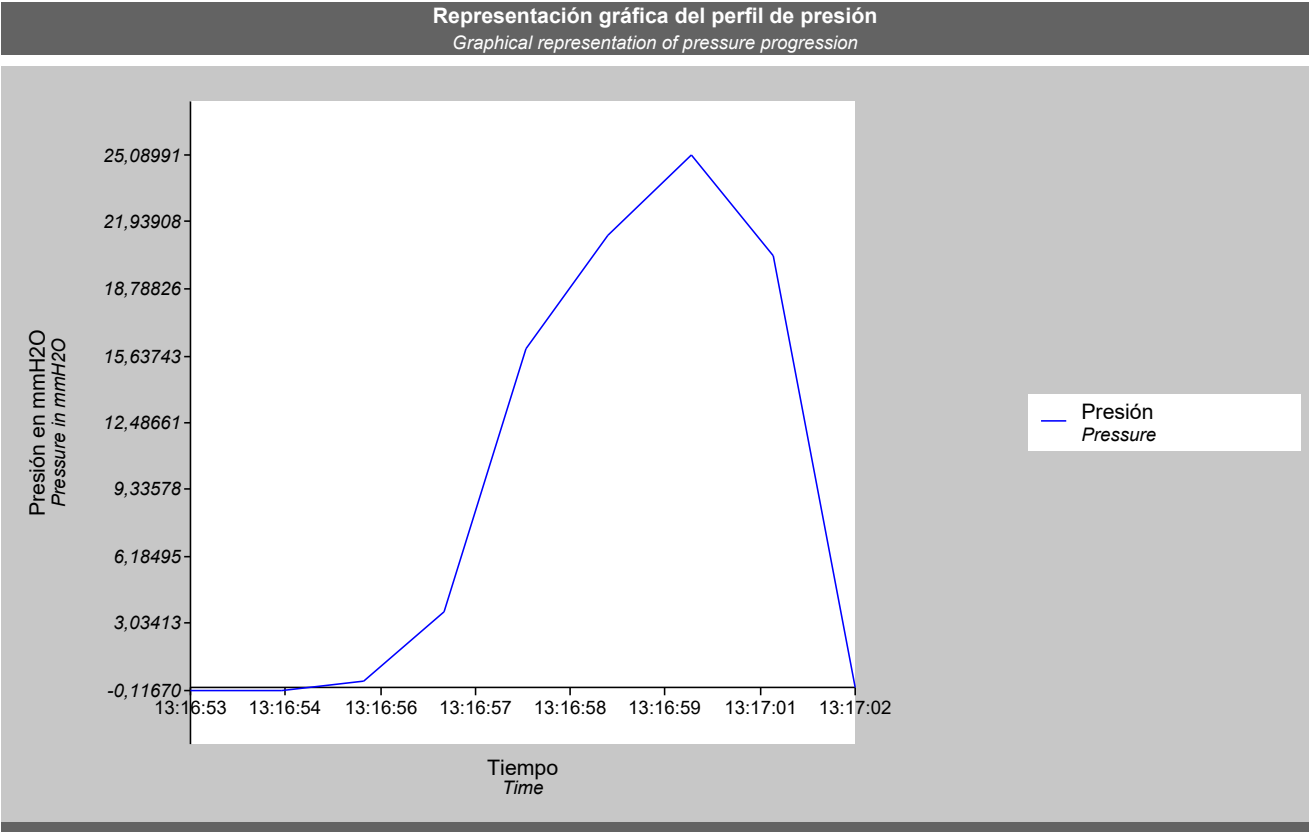 Representación gráfica del perfil de presión
Graphical representation of pressure progression
25,08991
21,93908
18,78826
15,63743
12,48661
9,33578
6,18495
3,03413
-0,11670
Presión en mmH2O
Pressure in mmH2O
13:16:53 13:16:54 13:16:56 13:16:57 13:16:58 13:16:59 13:17:01 13:17:02
Tiempo
Time
Presión
Pressure